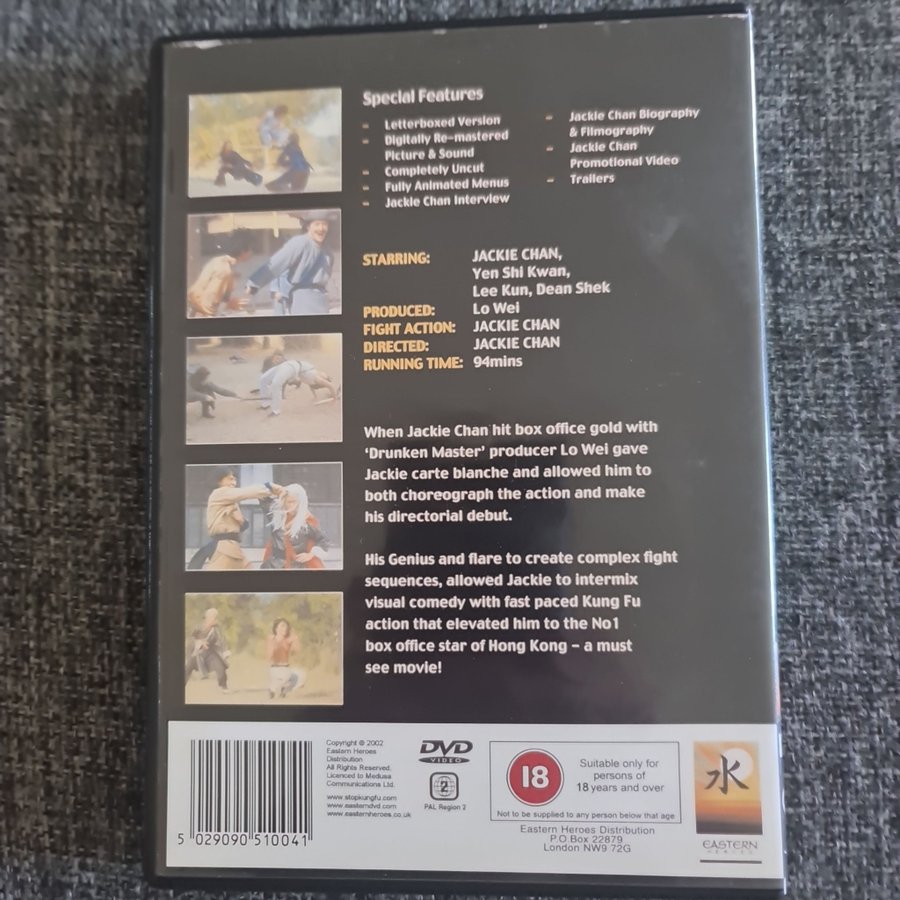 Special Features
- Letterboxed Version
- Digitally Re-mastered
Picture & Sound
- Completely Uncut
- Fully Animated Menus
- Jackie Chan Interview
- Jackie Chan Biography
& Filmography
- Jackie Chan
Promotional Video
- Trailers
STARRING: JACKIE CHAN,
Yen Shi Kwan,
Lee Kun, Dean Shek
PRODUCED: Lo Wei
FIGHT ACTION: JACKIE CHAN
DIRECTED: JACKIE CHAN
RUNNING TIME: 94mins
When Jackie Chan hit box office gold with
'Drunken Master' producer Lo Wei gave
Jackie carte blanche and allowed him to
both choreograph the action and make
his directorial debut.
His Genius and flare to create complex fight
sequences, allowed Jackie to intermix
visual comedy with fast paced Kung Fu
action that elevated him to the No1
box office star of Hong Kong – a must
see movie!
5 029090 510041
Copyright © 2002
Eastern Heroes
Distribution
All Rights Reserved.
Licenced to Medusa
Communications Ltd.
www.stopkungfu.com
www.easterndvd.com
www.easternheroes.co.uk
DVD
VIDEO
2
PAL Region 2
18
Suitable only for
persons of
18 years and over
Not to be supplied to any person below that age
Eastern Heroes Distribution
P.O.Box 22879
London NW9 7ZG
水
EASTERN
HEROES